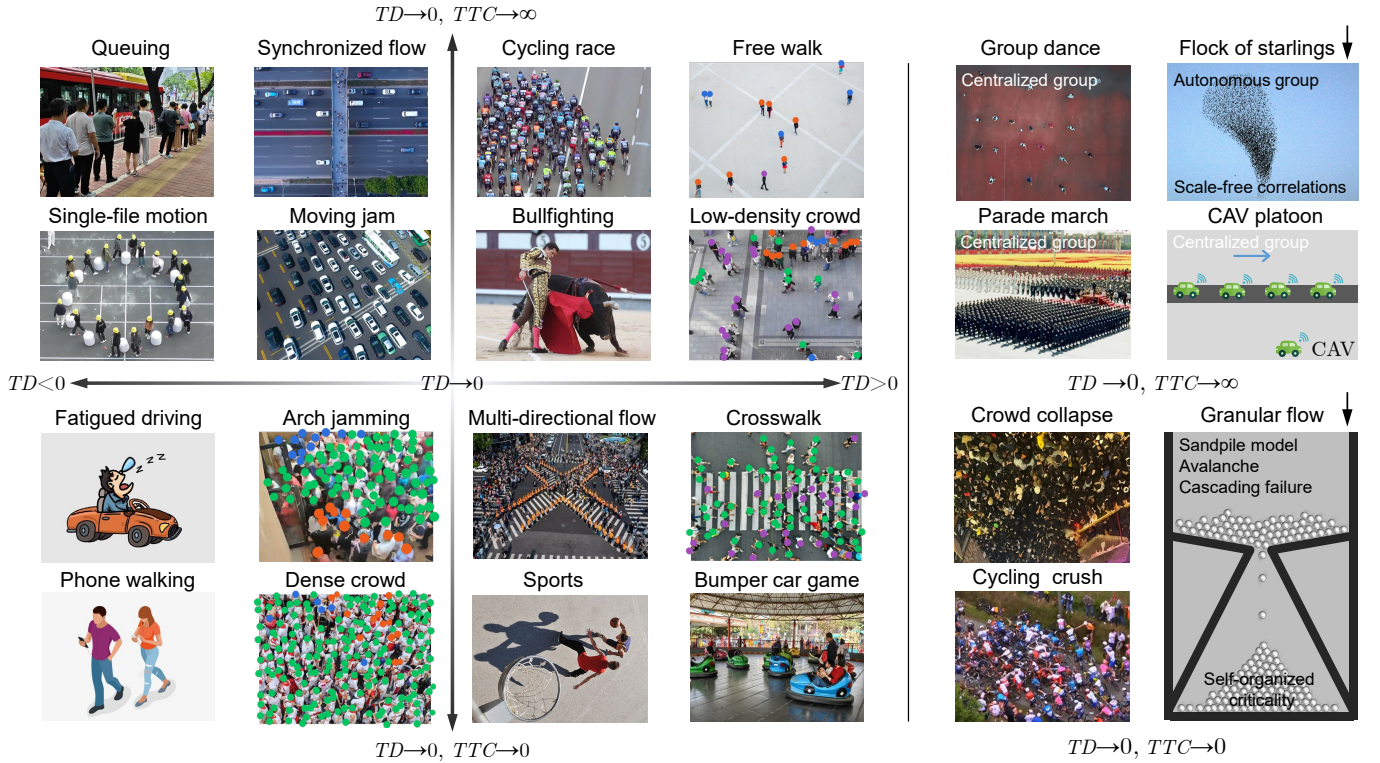 TD→0, TTC→∞
Queuing
Synchronized flow
Cycling race
Free walk
Group dance
Flock of starlings
Centralized group
Autonomous group
Scale-free correlations
Single-file motion
Moving jam
Bullfighting
Low-density crowd
Parade march
CAV platoon
5
5
Centralized group
Centralized group
CAV
TD<0
TD→0
TD>0
TD →0, TTC→∞
Fatigued driving
Arch jamming
Multi-directional flow
Crosswalk
Crowd collapse
Granular flow
Sandpile model
Avalanche
Cascading failure
z z z z
Phone walking
Dense crowd
Sports
Bumper car game
Cycling crush
Self-organized
criticality
TD→0, TTC→0
TD→0, TTC→0